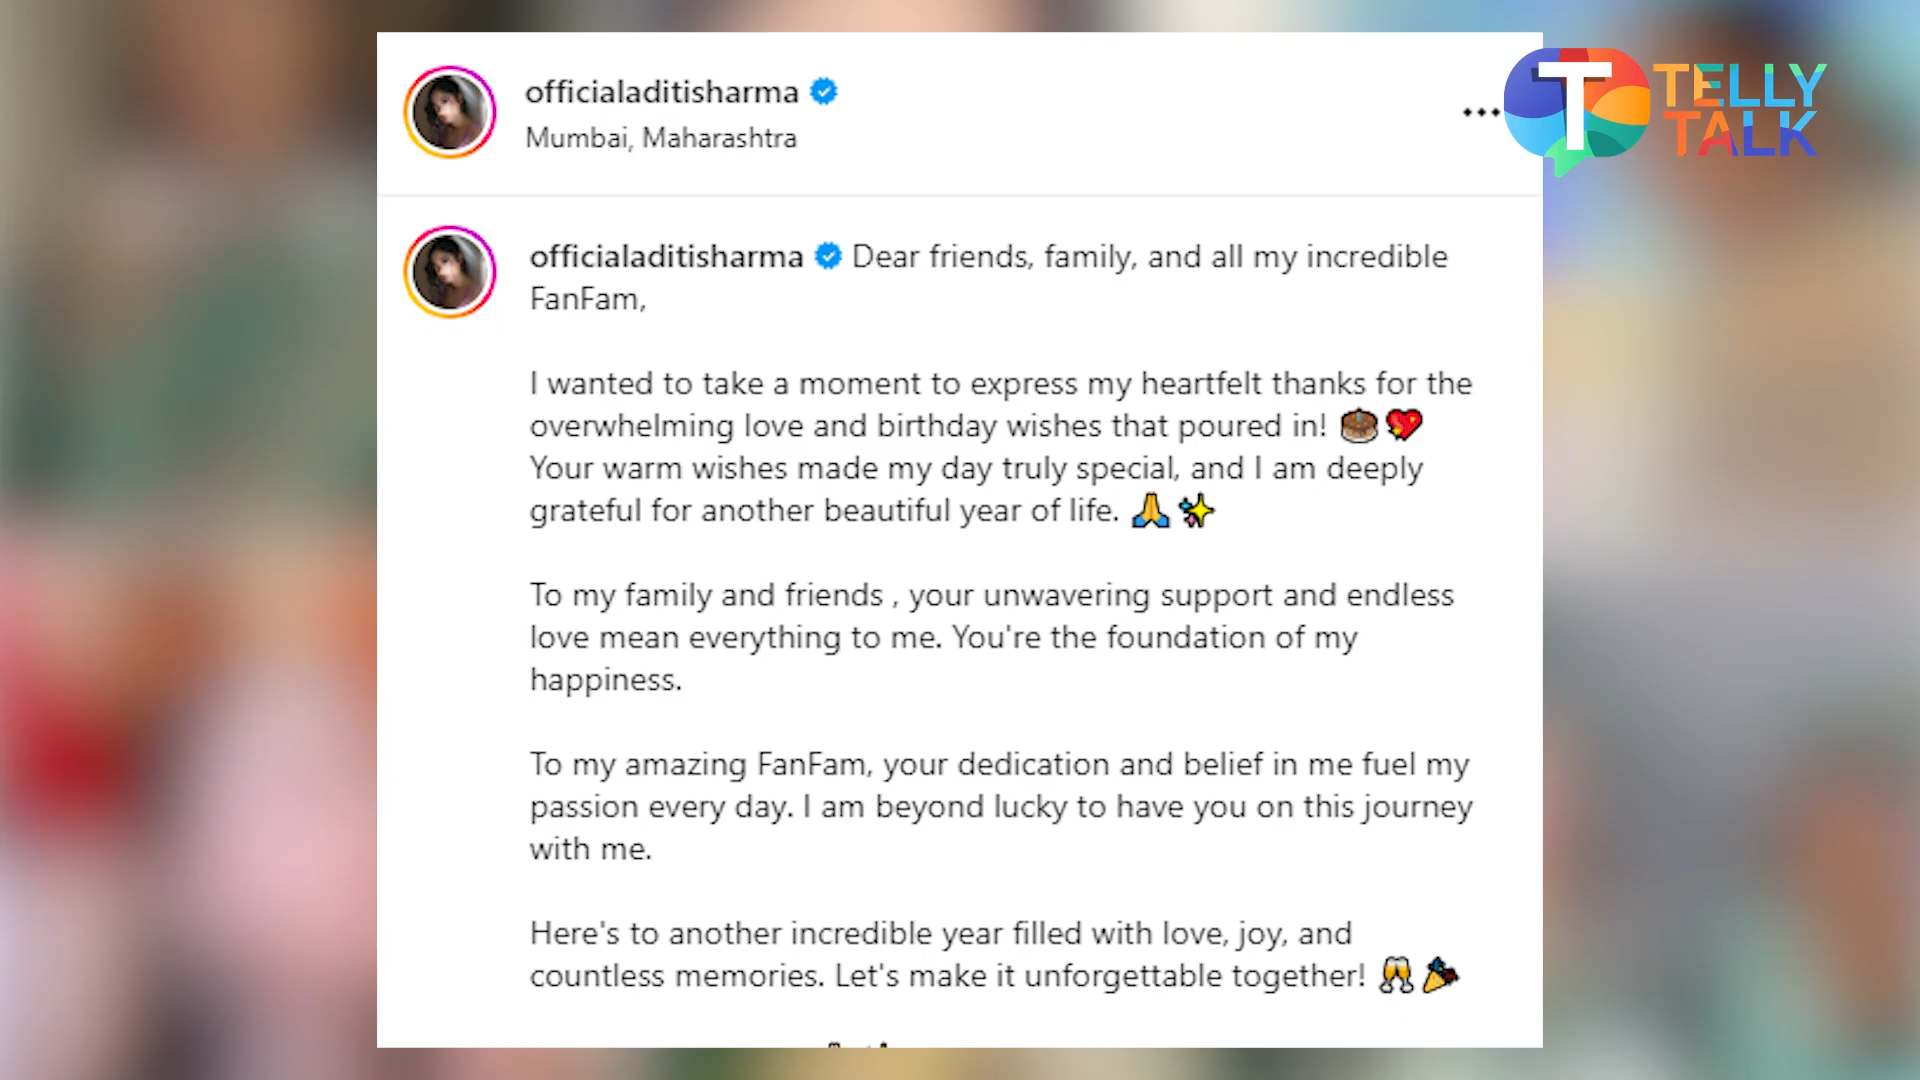 officialaditisharma
Mumbai, Maharashtra
TELLY
TALK
officialaditisharma Dear friends, family, and all my incredible
FanFam,
I wanted to take a moment to express my heartfelt thanks for the
overwhelming love and birthday wishes that poured in! 🎂💖
Your warm wishes made my day truly special, and I am deeply
grateful for another beautiful year of life. 🙏✨
To my family and friends , your unwavering support and endless
love mean everything to me. You're the foundation of my
happiness.
To my amazing FanFam, your dedication and belief in me fuel my
passion every day. I am beyond lucky to have you on this journey
with me.
Here's to another incredible year filled with love, joy, and
countless memories. Let's make it unforgettable together! 🥂🎉